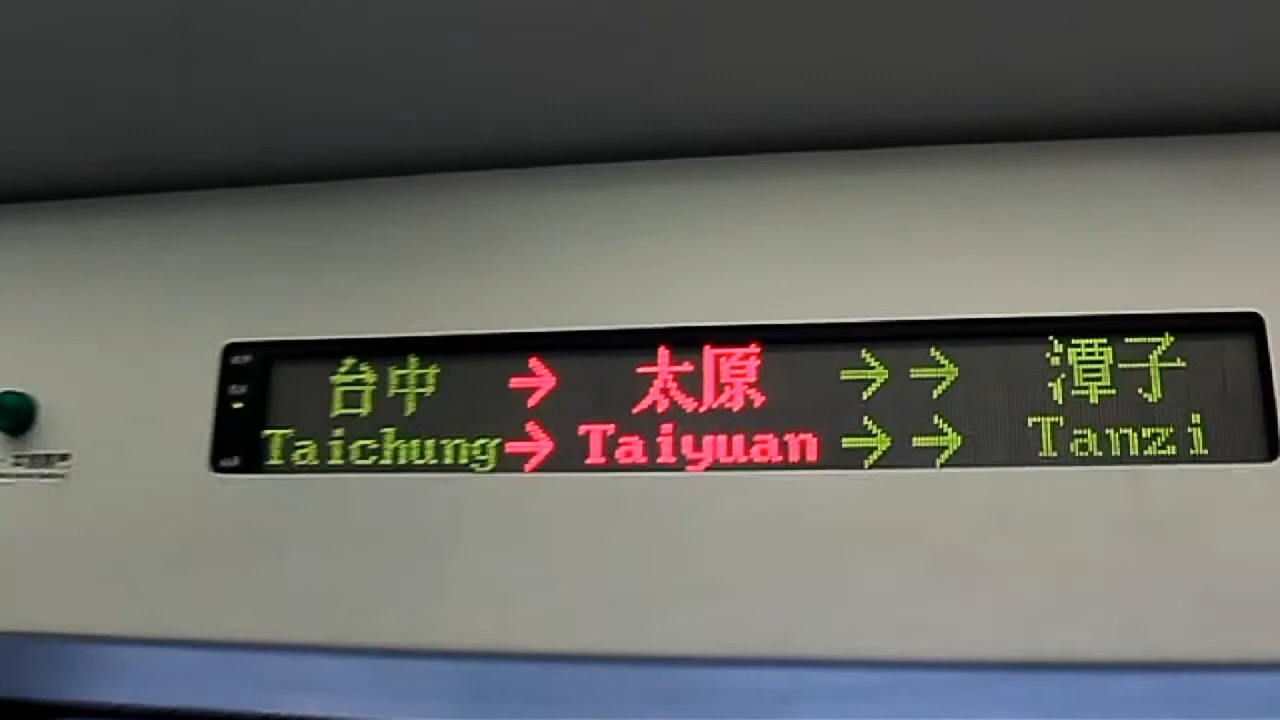 台中 → 太原 →→ 潭子
Taichung → Taiyuan →→ Tanzi